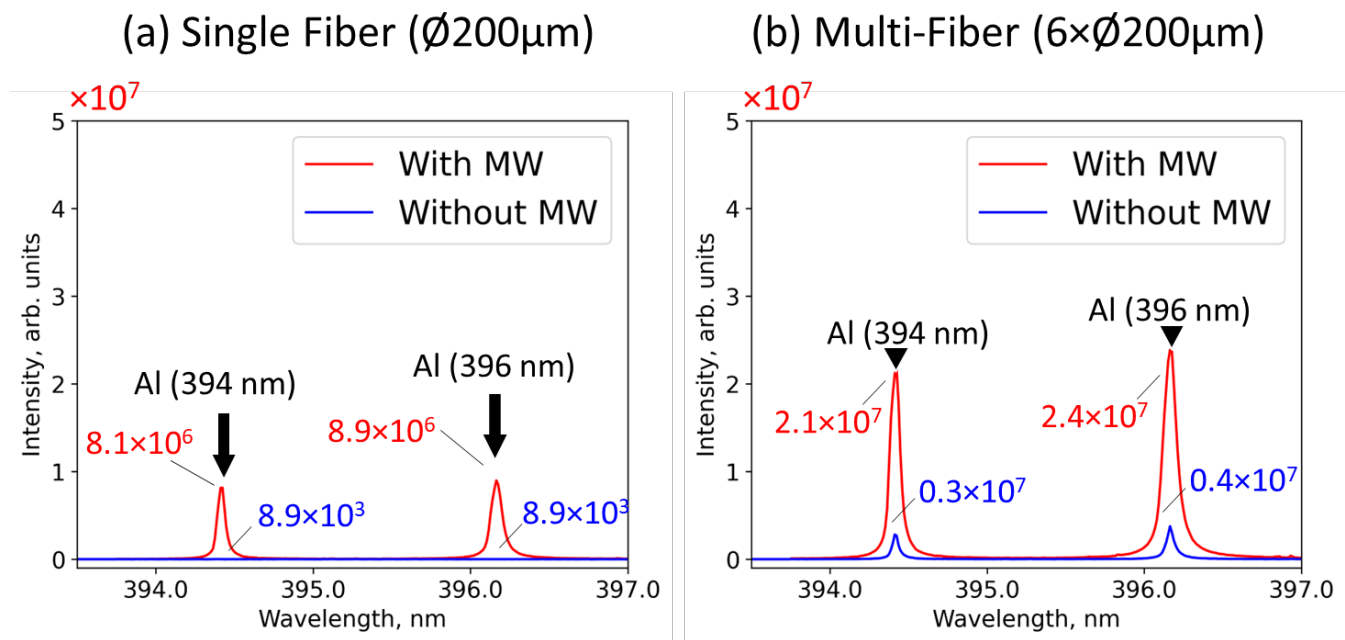 (a) Single Fiber (Ø200µm)
×10⁷
5
4
3
2
1
0
Intensity, arb. units
With MW
Without MW
Al (394 nm)
Al (396 nm)
8.1×10⁶
8.9×10⁶
8.9×10³
8.9×10³
394.0
395.0
396.0
397.0
Wavelength, nm
(b) Multi-Fiber (6×Ø200µm)
×10⁷
5
4
3
2
1
0
Intensity, arb. units
With MW
Without MW
Al (394 nm)
Al (396 nm)
2.1×10⁷
2.4×10⁷
0.3×10⁷
0.4×10⁷
394.0
395.0
396.0
397.0
Wavelength, nm